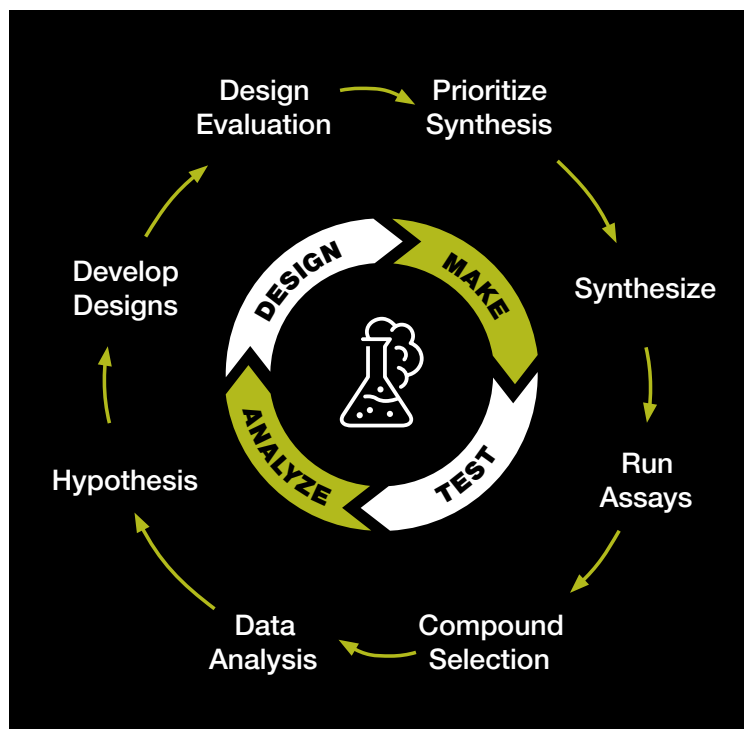 Design
Evaluation
Prioritize
Synthesis
Synthesize
Run
Assays
Compound
Selection
Data
Analysis
Hypothesis
Develop
Designs
DESIGN
MAKE
TEST
ANALYZE